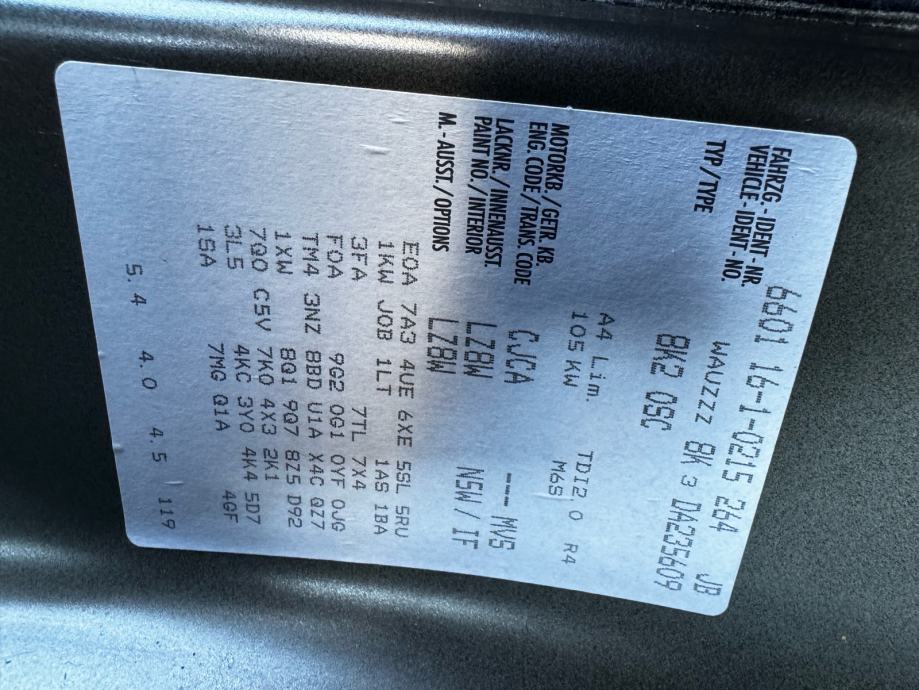 6601 16-1-0215 264 JB
FAHRZG.-IDENT-NR.
VEHICLE-IDENT-NO. WAUZZZ 8K 3 DA235609
TYP/TYPE 8K2 0SC
A4 Lim. TDI2.0 R4
105 KW M6S
MOTORKB./GETR.KB.
ENG. CODE/TRANS. CODE CJCA --- MVS
LACKNR./INNENAUSST.
PAINT NO./INTERIOR LZ8W LZ8W NSW / IF
M.-AUSST./OPTIONS
E0A 7A3 4UE 6XE 5SL 5RU
1KW J0B 1LT 1AS 1BA
3FA 7TL 7X4
F0A 9G2 0G1 0YF 0JG
TM4 3NZ 8BD U1A X4C QZ7
1XW 8Q1 9Q7 8Z5 D92
7Q0 C5V 7K0 4X3 2K1
3L5 4KC 3Y0 4K4 5D7
1SA 7MG Q1A 4GF
5.4 4.0 4.5 119